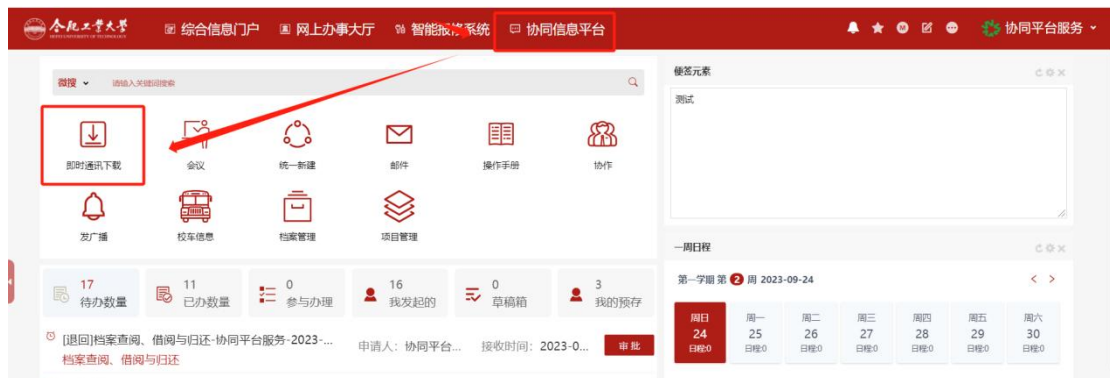 合肥工业大学 综合信息门户 网上办事大厅 智能报修系统 协同信息平台 协同平台服务
HEFEI UNIVERSITY OF TECHNOLOGY
微搜 请输入关键词搜索
即时通讯下载 会议 统一新建 邮件 操作手册 协作
发广播 校车信息 档案管理 项目管理
17 11 0 16 0 3
待办数量 已办数量 参与办理 我发起的 草稿箱 我的预存
[退回]档案查阅、借阅与归还-协同平台服务-2023-... 申请人：协同平台... 接收时间：2023-0... 审批
档案查阅、借阅与归还
便签元素
测试
一周日程
第一学期 第 2 周 2023-09-24
周日 周一 周二 周三 周四 周五 周六
24 25 26 27 28 29 30
日程:0 日程:0 日程:0 日程:0 日程:0 日程:0 日程:0